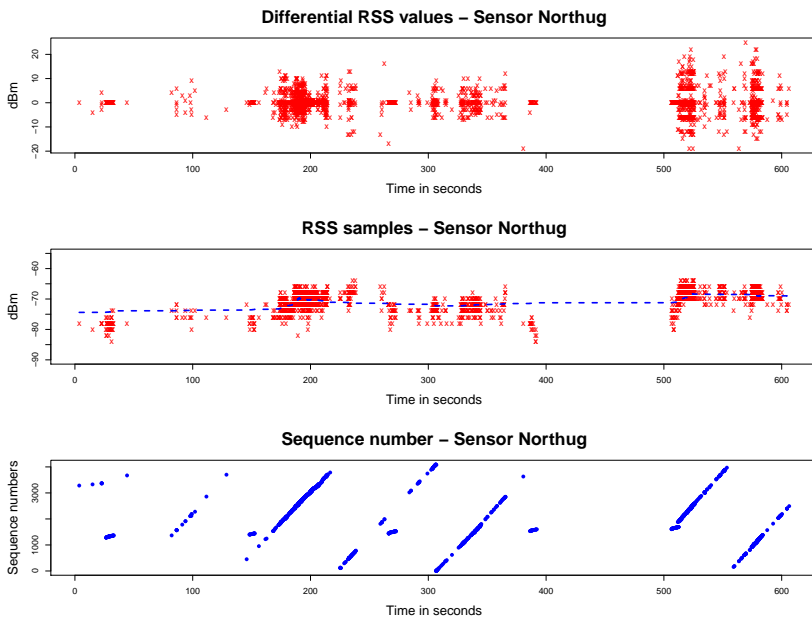 Differential RSS values – Sensor Northug
dBm
20
10
0
−10
−20
0 100 200 300 400 500 600
Time in seconds
RSS samples – Sensor Northug
dBm
−60
−70
−80
−90
0 100 200 300 400 500 600
Time in seconds
Sequence number – Sensor Northug
Sequence numbers
3000
1000
0
0 100 200 300 400 500 600
Time in seconds